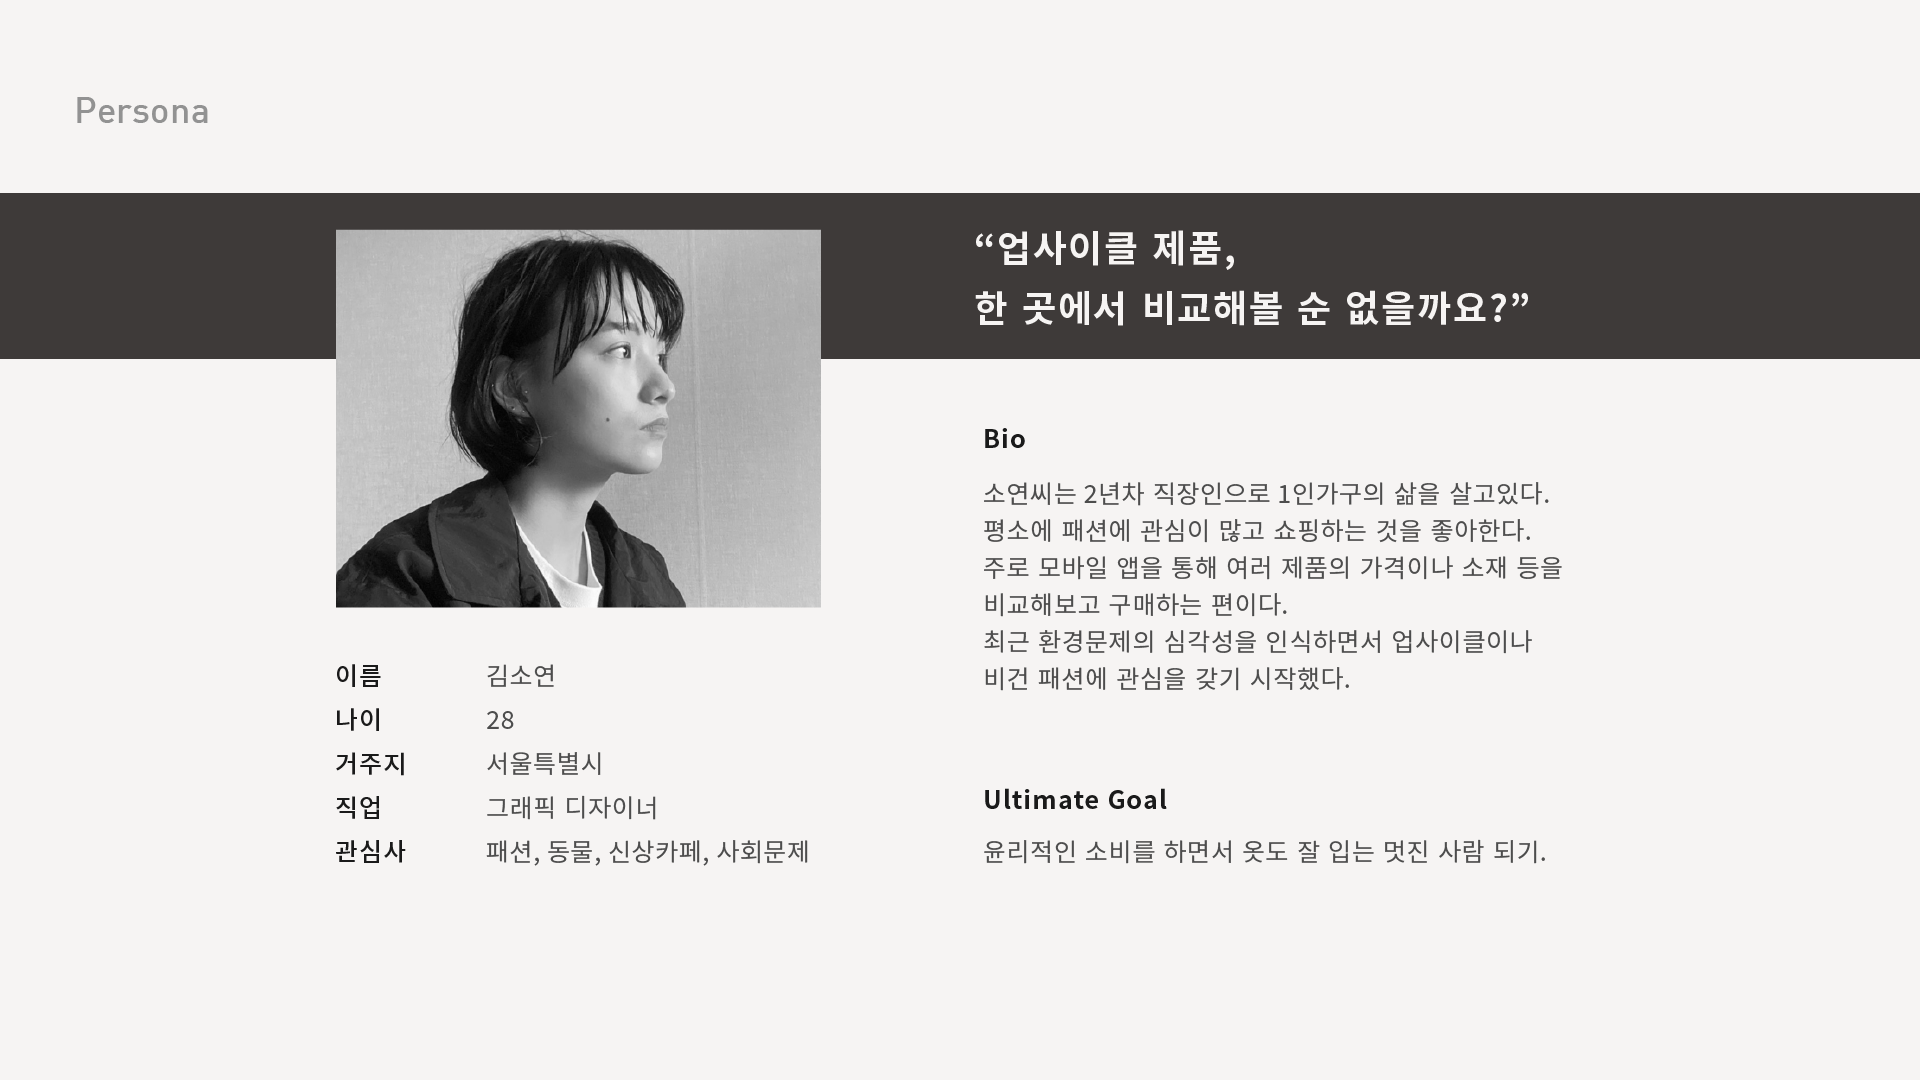 Persona
“업사이클 제품,
한 곳에서 비교해볼 순 없을까요?”
이름 김소연
나이 28
거주지 서울특별시
직업 그래픽 디자이너
관심사 패션, 동물, 신상카페, 사회문제
Bio
소연씨는 2년차 직장인으로 1인가구의 삶을 살고있다.
평소에 패션에 관심이 많고 쇼핑하는 것을 좋아한다.
주로 모바일 앱을 통해 여러 제품의 가격이나 소재 등을
비교해보고 구매하는 편이다.
최근 환경문제의 심각성을 인식하면서 업사이클이나
비건 패션에 관심을 갖기 시작했다.
Ultimate Goal
윤리적인 소비를 하면서 옷도 잘 입는 멋진 사람 되기.